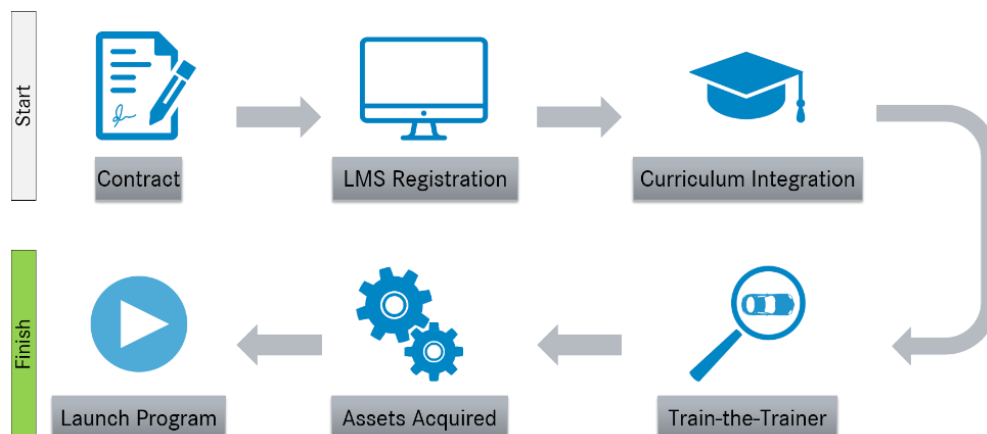 Start
Contract
LMS Registration
Curriculum Integration
Finish
Train-the-Trainer
Assets Acquired
Launch Program